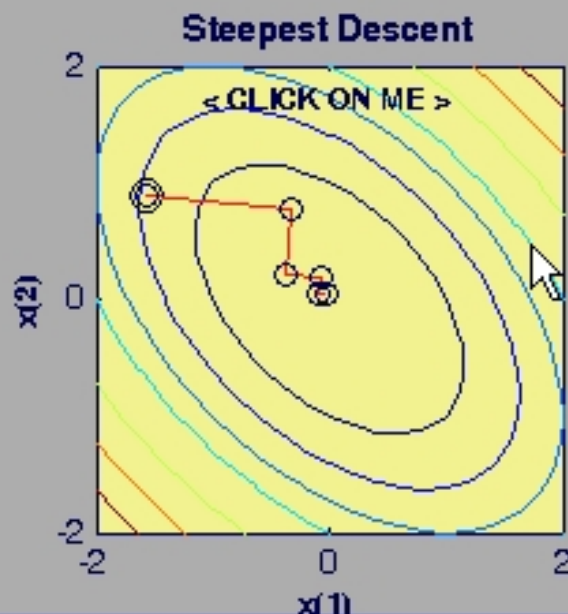 Steepest Descent
2
< CLICK ON ME >
x(2)
0
-2
-2 0 2
x(1)